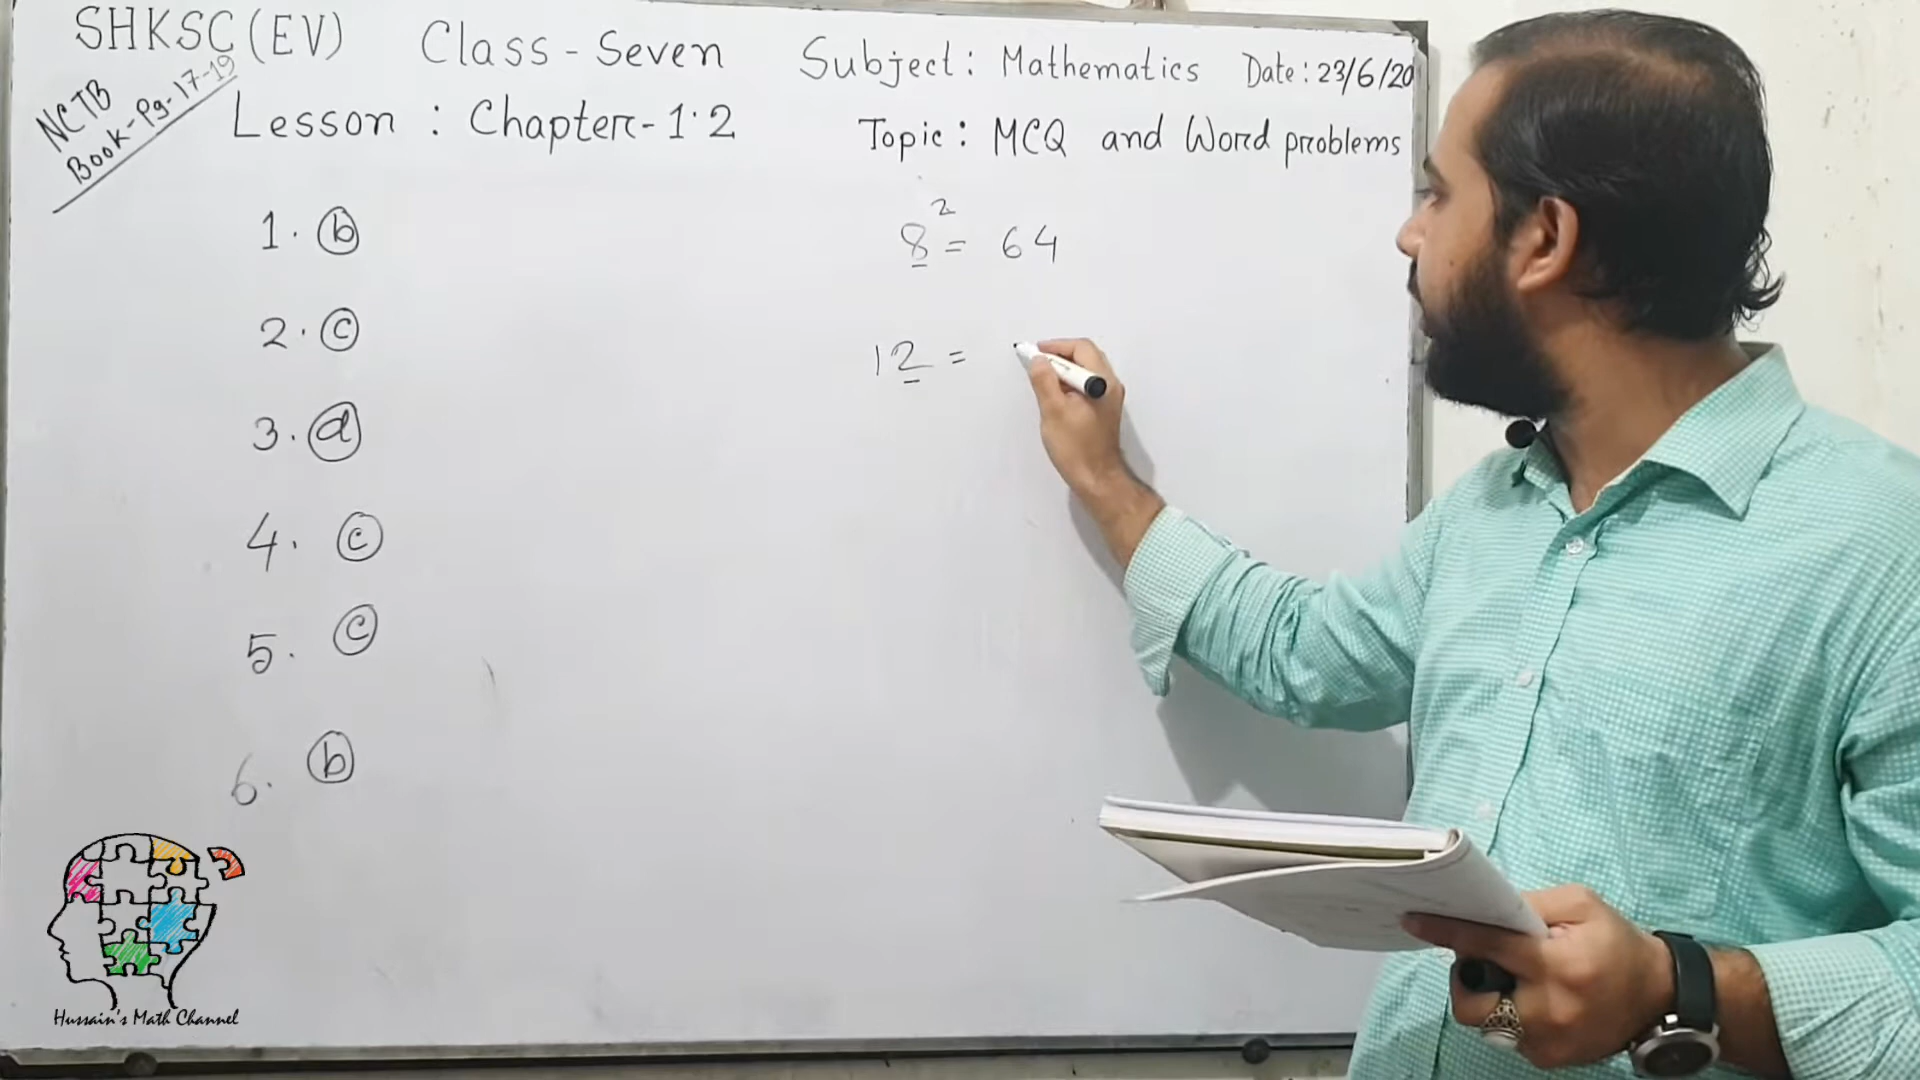 SHKSC (EV) Class - Seven Subject : Mathematics Date : 23/6/20
NCTB
Book - Pg - 17-19
Lesson : Chapter - 1.2 Topic : MCQ and Word problems
1. b
2. c
3. d
4. c
5. c
6. b
8² = 64
12 =
Hussain's Math Channel